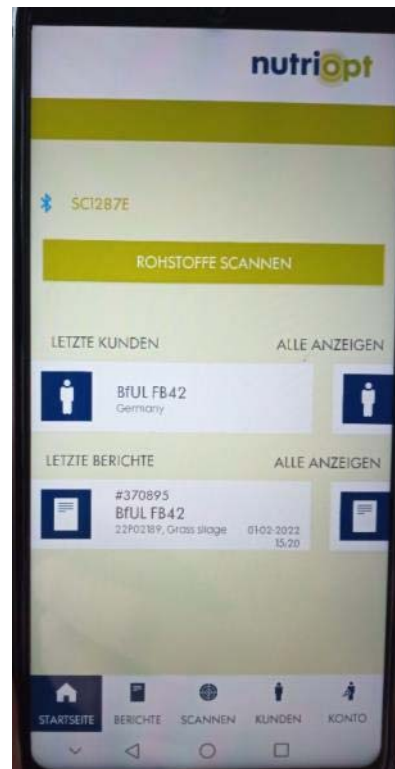 nutriopt
SC1287E
ROHSTOFFE SCANNEN
LETZTE KUNDEN ALLE ANZEIGEN
BfUL FB42
Germany
LETZTE BERICHTE ALLE ANZEIGEN
#370895
BfUL FB42
22P02189, Grass silage 01-02-2022
15:20
STARTSEITE BERICHTE SCANNEN KUNDEN KONTO